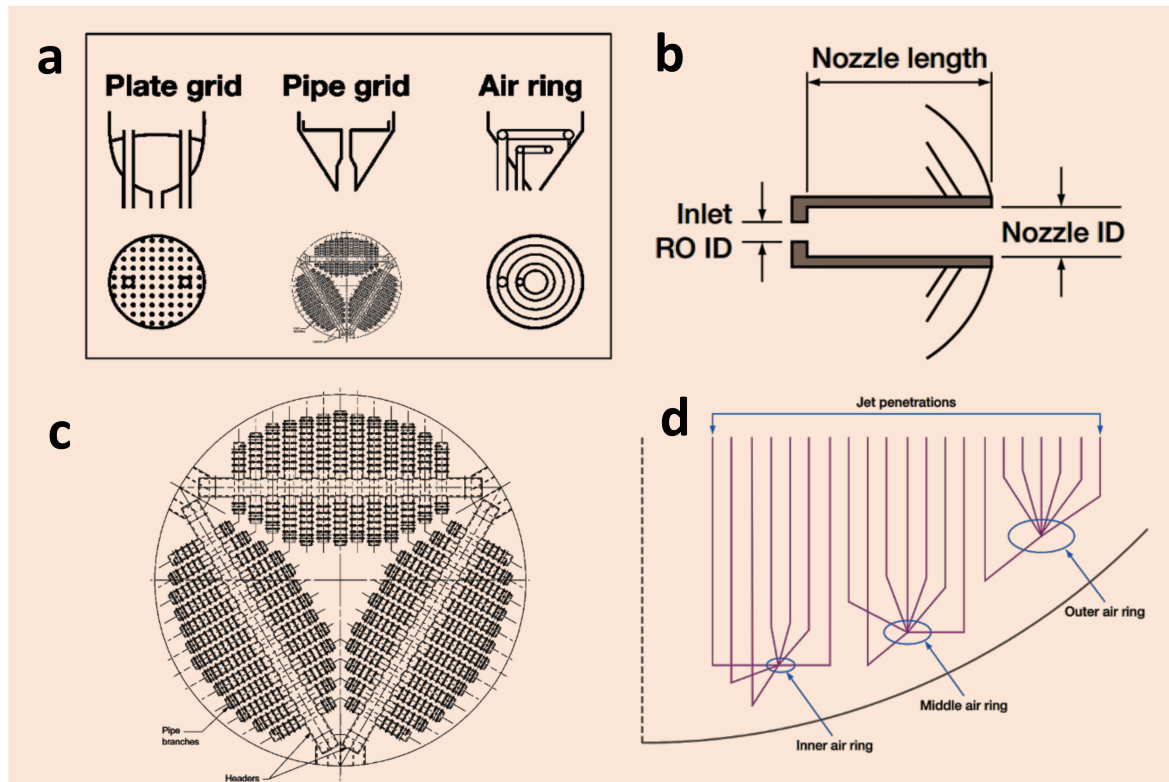 a
Plate grid
Pipe grid
Air ring
b
Nozzle length
Inlet
RO ID
Nozzle ID
c
Pipe
branches
Headers
d
Jet penetrations
Outer air ring
Middle air ring
Inner air ring